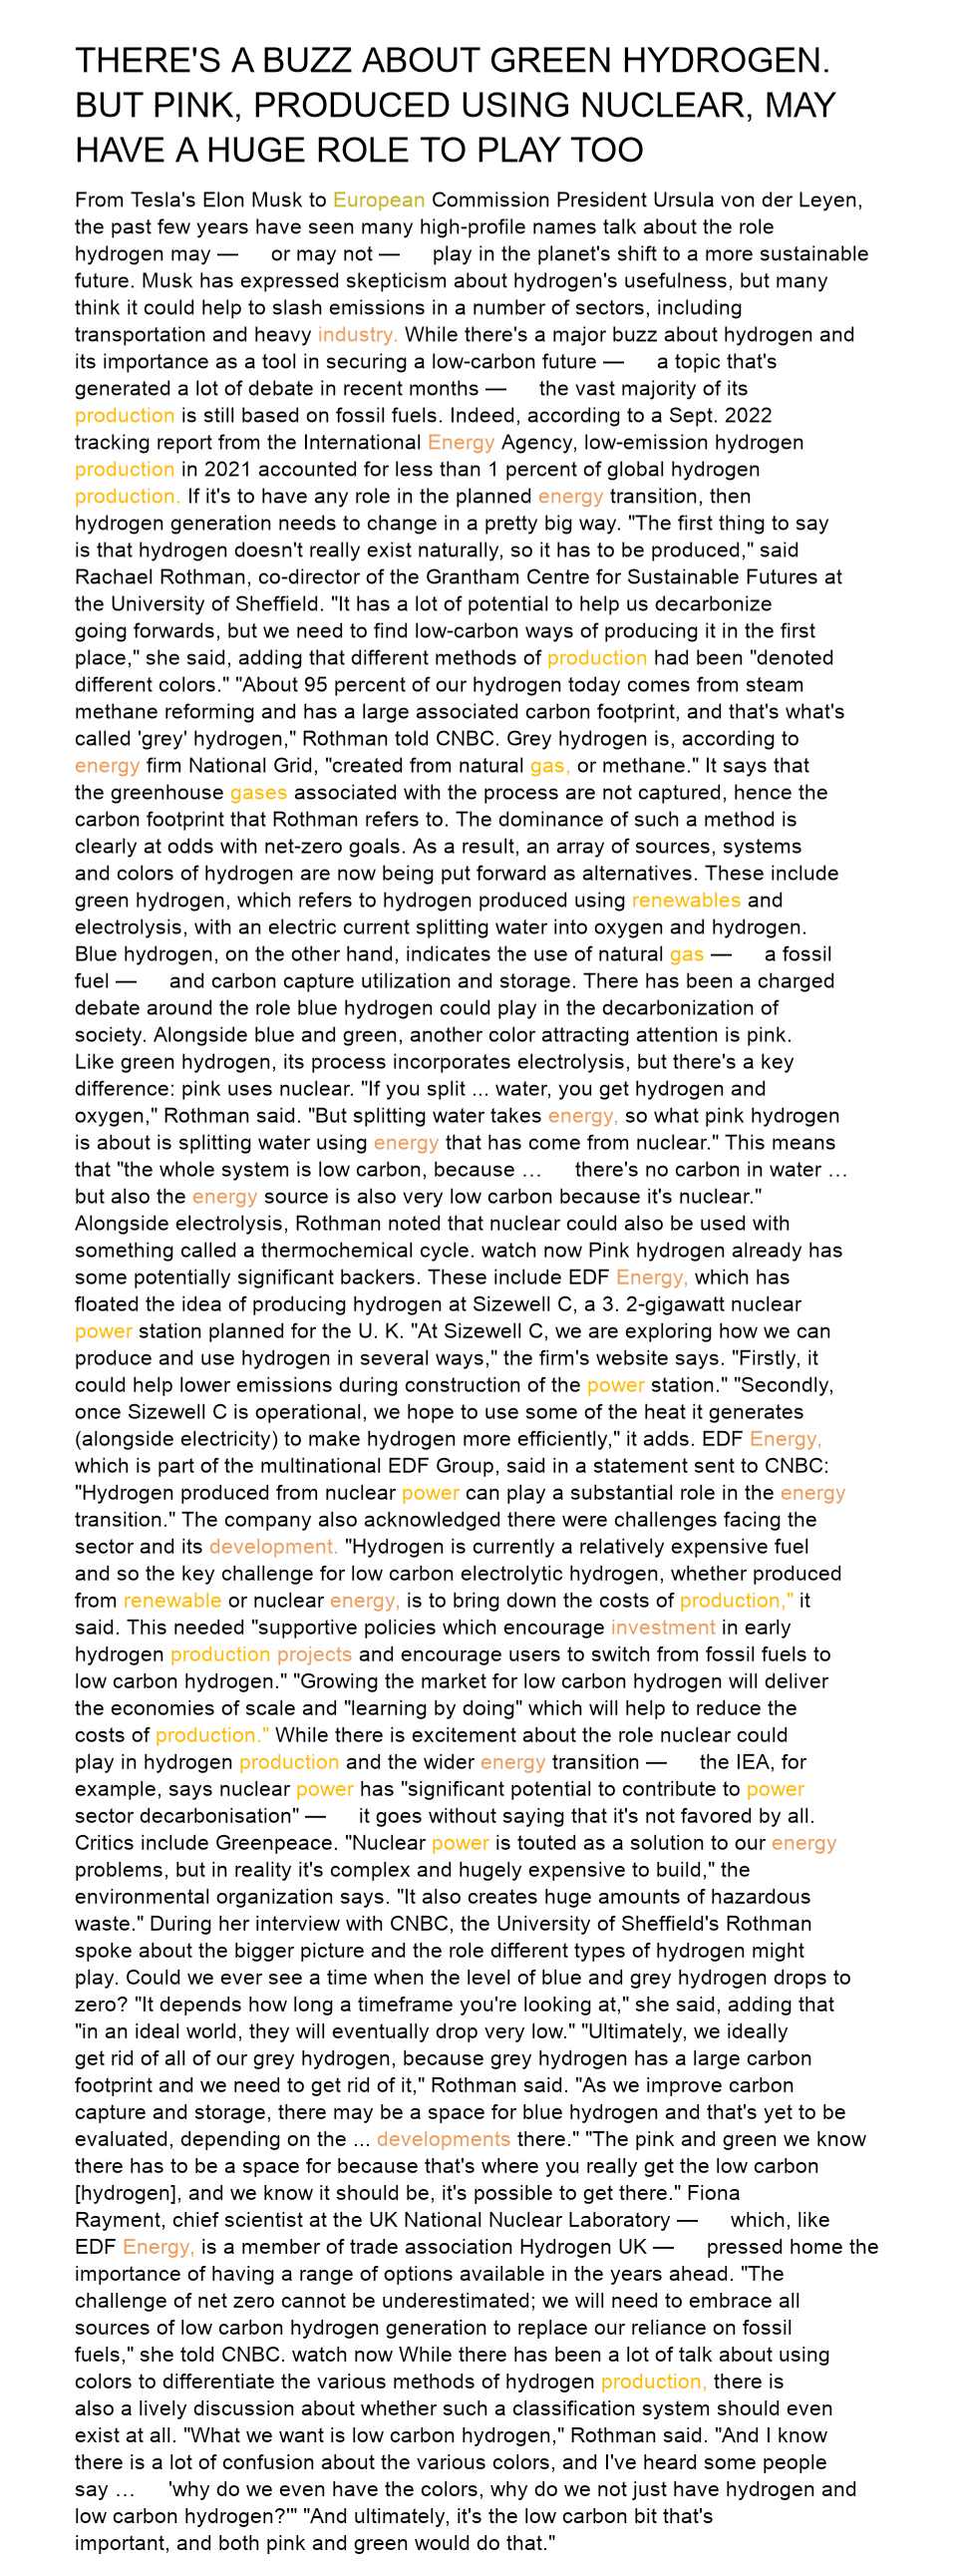 THERE'S A BUZZ ABOUT GREEN HYDROGEN.
BUT PINK, PRODUCED USING NUCLEAR, MAY
HAVE A HUGE ROLE TO PLAY TOO
From Tesla's Elon Musk to European Commission President Ursula von der Leyen,
the past few years have seen many high-profile names talk about the role
hydrogen may — or may not — play in the planet's shift to a more sustainable
future. Musk has expressed skepticism about hydrogen's usefulness, but many
think it could help to slash emissions in a number of sectors, including
transportation and heavy industry. While there's a major buzz about hydrogen and
its importance as a tool in securing a low-carbon future — a topic that's
generated a lot of debate in recent months — the vast majority of its
production is still based on fossil fuels. Indeed, according to a Sept. 2022
tracking report from the International Energy Agency, low-emission hydrogen
production in 2021 accounted for less than 1 percent of global hydrogen
production. If it's to have any role in the planned energy transition, then
hydrogen generation needs to change in a pretty big way. "The first thing to say
is that hydrogen doesn't really exist naturally, so it has to be produced," said
Rachael Rothman, co-director of the Grantham Centre for Sustainable Futures at
the University of Sheffield. "It has a lot of potential to help us decarbonize
going forwards, but we need to find low-carbon ways of producing it in the first
place," she said, adding that different methods of production had been "denoted
different colors." "About 95 percent of our hydrogen today comes from steam
methane reforming and has a large associated carbon footprint, and that's what's
called 'grey' hydrogen," Rothman told CNBC. Grey hydrogen is, according to
energy firm National Grid, "created from natural gas, or methane." It says that
the greenhouse gases associated with the process are not captured, hence the
carbon footprint that Rothman refers to. The dominance of such a method is
clearly at odds with net-zero goals. As a result, an array of sources, systems
and colors of hydrogen are now being put forward as alternatives. These include
green hydrogen, which refers to hydrogen produced using renewables and
electrolysis, with an electric current splitting water into oxygen and hydrogen.
Blue hydrogen, on the other hand, indicates the use of natural gas — a fossil
fuel — and carbon capture utilization and storage. There has been a charged
debate around the role blue hydrogen could play in the decarbonization of
society. Alongside blue and green, another color attracting attention is pink.
Like green hydrogen, its process incorporates electrolysis, but there's a key
difference: pink uses nuclear. "If you split ... water, you get hydrogen and
oxygen," Rothman said. "But splitting water takes energy, so what pink hydrogen
is about is splitting water using energy that has come from nuclear." This means
that "the whole system is low carbon, because … there's no carbon in water …
but also the energy source is also very low carbon because it's nuclear."
Alongside electrolysis, Rothman noted that nuclear could also be used with
something called a thermochemical cycle. watch now Pink hydrogen already has
some potentially significant backers. These include EDF Energy, which has
floated the idea of producing hydrogen at Sizewell C, a 3. 2-gigawatt nuclear
power station planned for the U. K. "At Sizewell C, we are exploring how we can
produce and use hydrogen in several ways," the firm's website says. "Firstly, it
could help lower emissions during construction of the power station." "Secondly,
once Sizewell C is operational, we hope to use some of the heat it generates
(alongside electricity) to make hydrogen more efficiently," it adds. EDF Energy,
which is part of the multinational EDF Group, said in a statement sent to CNBC:
"Hydrogen produced from nuclear power can play a substantial role in the energy
transition." The company also acknowledged there were challenges facing the
sector and its development. "Hydrogen is currently a relatively expensive fuel
and so the key challenge for low carbon electrolytic hydrogen, whether produced
from renewable or nuclear energy, is to bring down the costs of production," it
said. This needed "supportive policies which encourage investment in early
hydrogen production projects and encourage users to switch from fossil fuels to
low carbon hydrogen." "Growing the market for low carbon hydrogen will deliver
the economies of scale and "learning by doing" which will help to reduce the
costs of production." While there is excitement about the role nuclear could
play in hydrogen production and the wider energy transition — the IEA, for
example, says nuclear power has "significant potential to contribute to power
sector decarbonisation" — it goes without saying that it's not favored by all.
Critics include Greenpeace. "Nuclear power is touted as a solution to our energy
problems, but in reality it's complex and hugely expensive to build," the
environmental organization says. "It also creates huge amounts of hazardous
waste." During her interview with CNBC, the University of Sheffield's Rothman
spoke about the bigger picture and the role different types of hydrogen might
play. Could we ever see a time when the level of blue and grey hydrogen drops to
zero? "It depends how long a timeframe you're looking at," she said, adding that
"in an ideal world, they will eventually drop very low." "Ultimately, we ideally
get rid of all of our grey hydrogen, because grey hydrogen has a large carbon
footprint and we need to get rid of it," Rothman said. "As we improve carbon
capture and storage, there may be a space for blue hydrogen and that's yet to be
evaluated, depending on the ... developments there." "The pink and green we know
there has to be a space for because that's where you really get the low carbon
[hydrogen], and we know it should be, it's possible to get there." Fiona
Rayment, chief scientist at the UK National Nuclear Laboratory — which, like
EDF Energy, is a member of trade association Hydrogen UK — pressed home the
importance of having a range of options available in the years ahead. "The
challenge of net zero cannot be underestimated; we will need to embrace all
sources of low carbon hydrogen generation to replace our reliance on fossil
fuels," she told CNBC. watch now While there has been a lot of talk about using
colors to differentiate the various methods of hydrogen production, there is
also a lively discussion about whether such a classification system should even
exist at all. "What we want is low carbon hydrogen," Rothman said. "And I know
there is a lot of confusion about the various colors, and I've heard some people
say … 'why do we even have the colors, why do we not just have hydrogen and
low carbon hydrogen?'" "And ultimately, it's the low carbon bit that's
important, and both pink and green would do that."